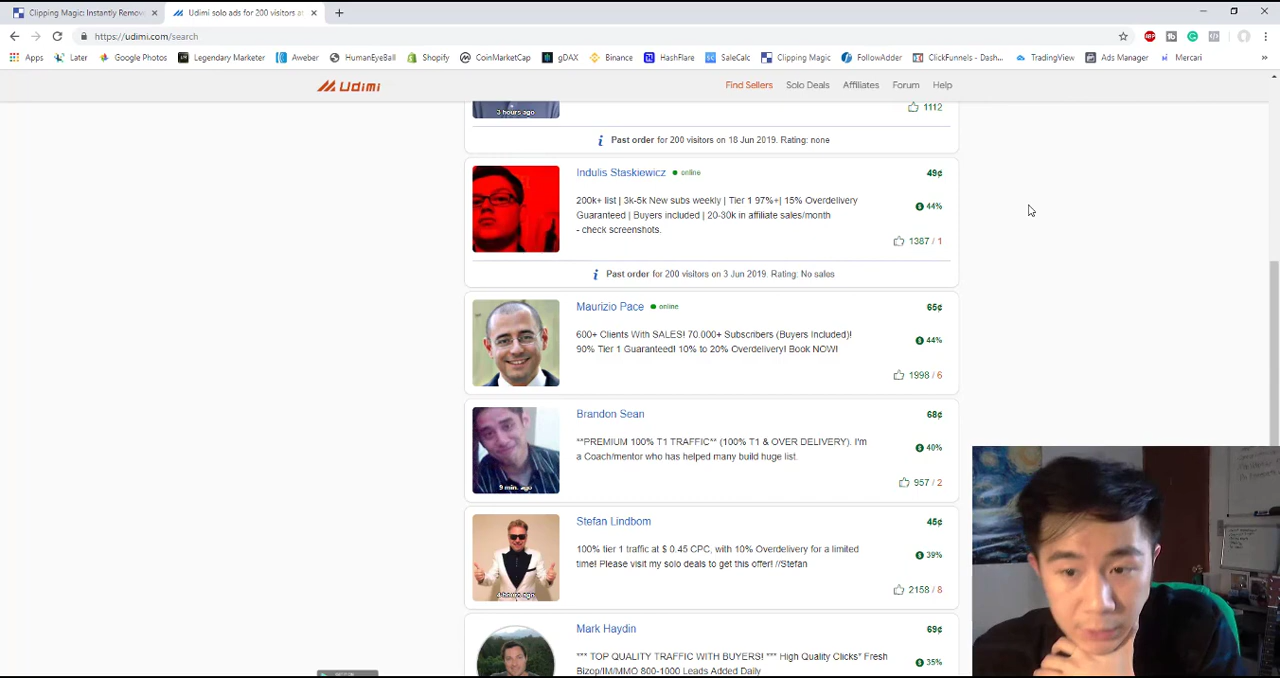 Clipping Magic: Instantly Remov
Udimi solo ads for 200 visitors at
https://udimi.com/search
Apps
Later
Google Photos
Legendary Marketer
Aweber
HumanEyeBall
Shopify
CoinMarketCap
gDAX
Binance
HashFlare
SaleCalc
Clipping Magic
FollowAdder
ClickFunnels - Dash...
TradingView
Ads Manager
Mercari
Udimi
Find Sellers
Solo Deals
Affiliates
Forum
Help
3 hours ago
1112
Past order for 200 visitors on 18 Jun 2019. Rating: none
Indulis Staskiewicz online 49¢
200k+ list | 3k-5k New subs weekly | Tier 1 97%+| 15% Overdelivery
Guaranteed | Buyers included | 20-30k in affiliate sales/month
- check screenshots.
44%
1387 / 1
Past order for 200 visitors on 3 Jun 2019. Rating: No sales
Maurizio Pace online 65¢
600+ Clients With SALES! 70.000+ Subscribers (Buyers Included)!
90% Tier 1 Guaranteed! 10% to 20% Overdelivery! Book NOW!
44%
1998 / 6
Brandon Sean 68¢
**PREMIUM 100% T1 TRAFFIC** (100% T1 & OVER DELIVERY). I'm
a Coach/mentor who has helped many build huge list.
40%
9 min. ago
957 / 2
Stefan Lindbom 45¢
100% tier 1 traffic at $ 0.45 CPC, with 10% Overdelivery for a limited
time! Please visit my solo deals to get this offer! //Stefan
39%
4 hours ago
2158 / 8
Mark Haydin 69¢
*** TOP QUALITY TRAFFIC WITH BUYERS! *** High Quality Clicks* Fresh
Bizop/IM/MMO 800-1000 Leads Added Daily
35%